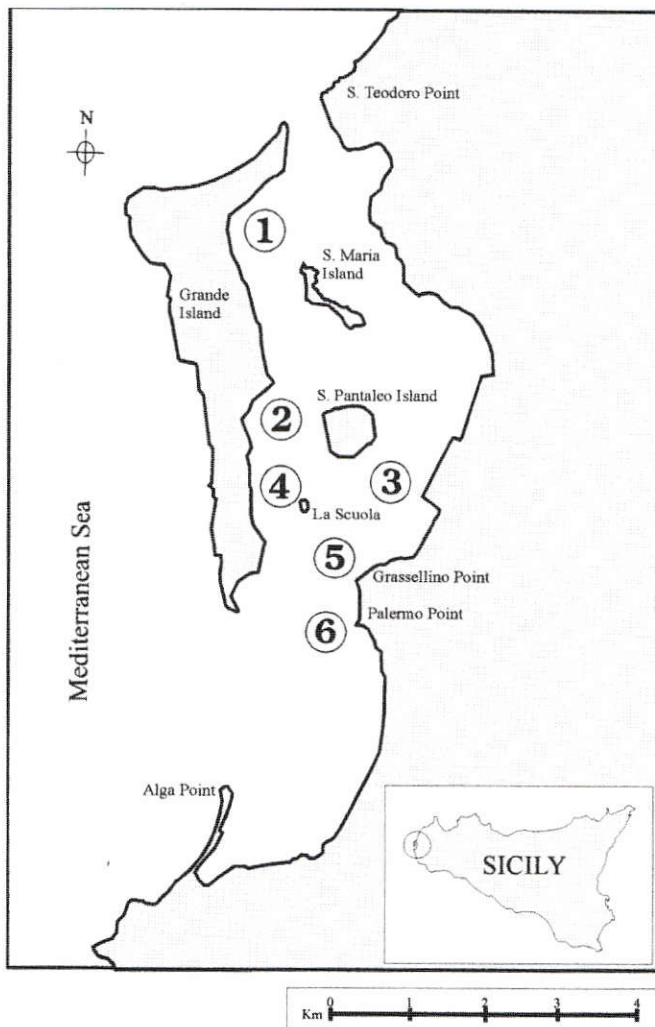 S. Teodoro Point
N
1
S. Maria
Island
Grande
Island
S. Pantaleo Island
2
3
4
La Scuola
5
Grassellino Point
Palermo Point
6
Mediterranean Sea
Alga Point
SICILY
0 1 2 3 4
Km